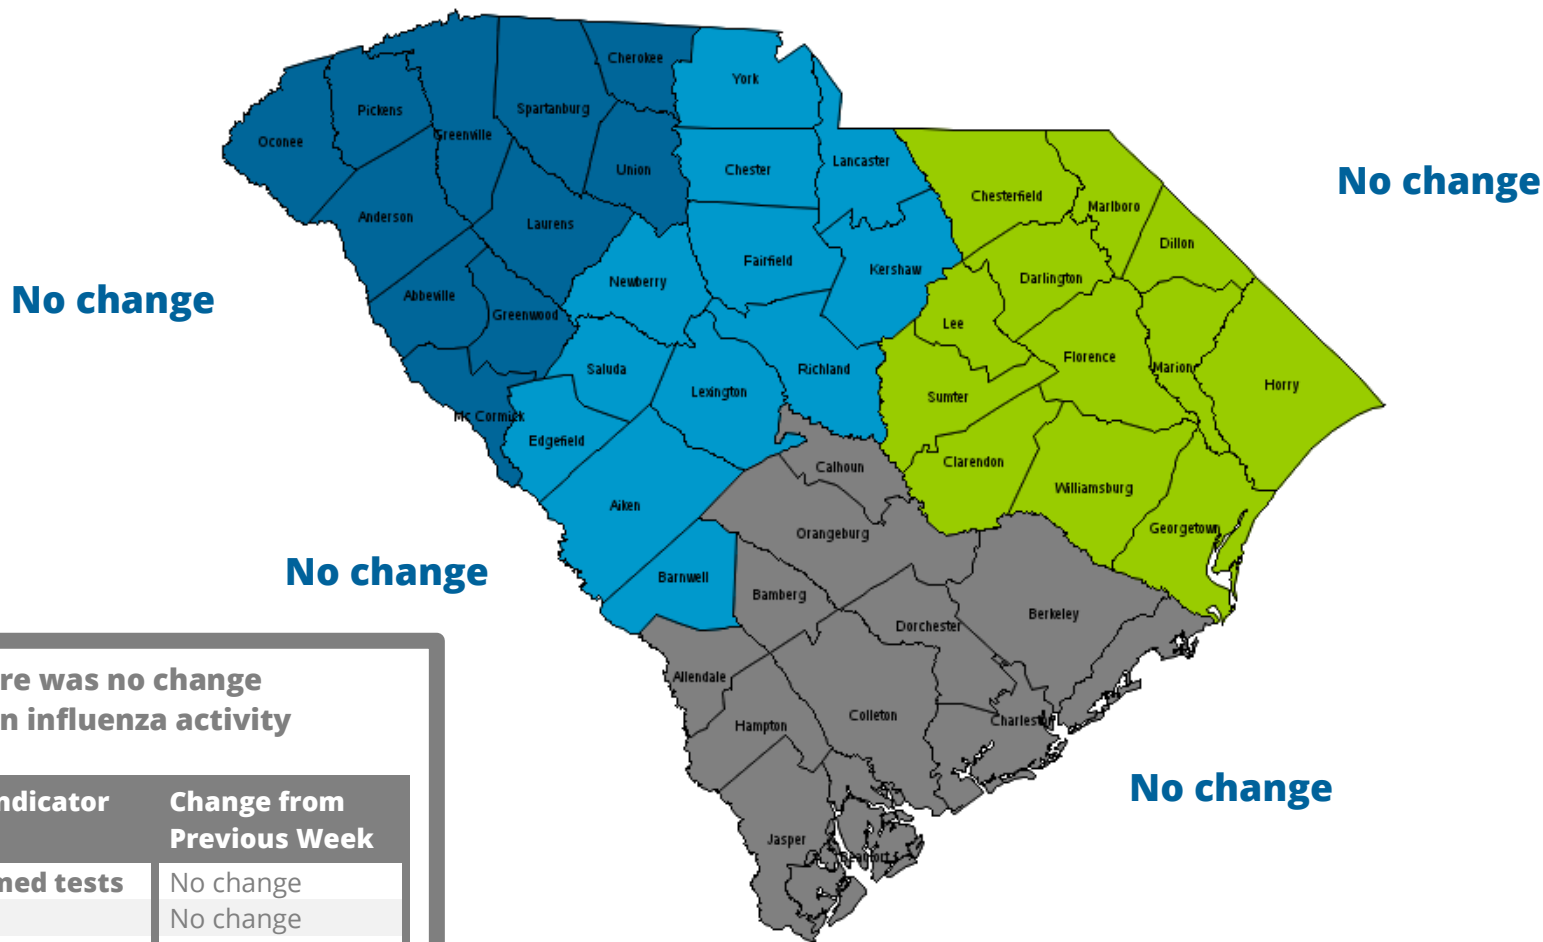 Cherokee
York
Pickens
Spartanburg
Greenville
Oconee
Union
Chester
Lancaster
No change
Chesterfield
Marlboro
Anderson
Laurens
Dillon
Fairfield
Kershaw
Newberry
Darlington
No change
Abbeville
Greenwood
Lee
Florence
Saluda
Richland
Marion
Horry
Lexington
Sumter
Mc Cormick
Edgefield
Calhoun
Clarendon
Williamsburg
Aiken
Orangeburg
Georgetown
No change
Barnwell
Bamberg
Berkeley
Dorchester
Allendale
Hampton
Colleton
Charleston
No change
Jasper
Beaufort
re was no change
n influenza activity
ndicator
Change from
Previous Week
med tests
No change
No change